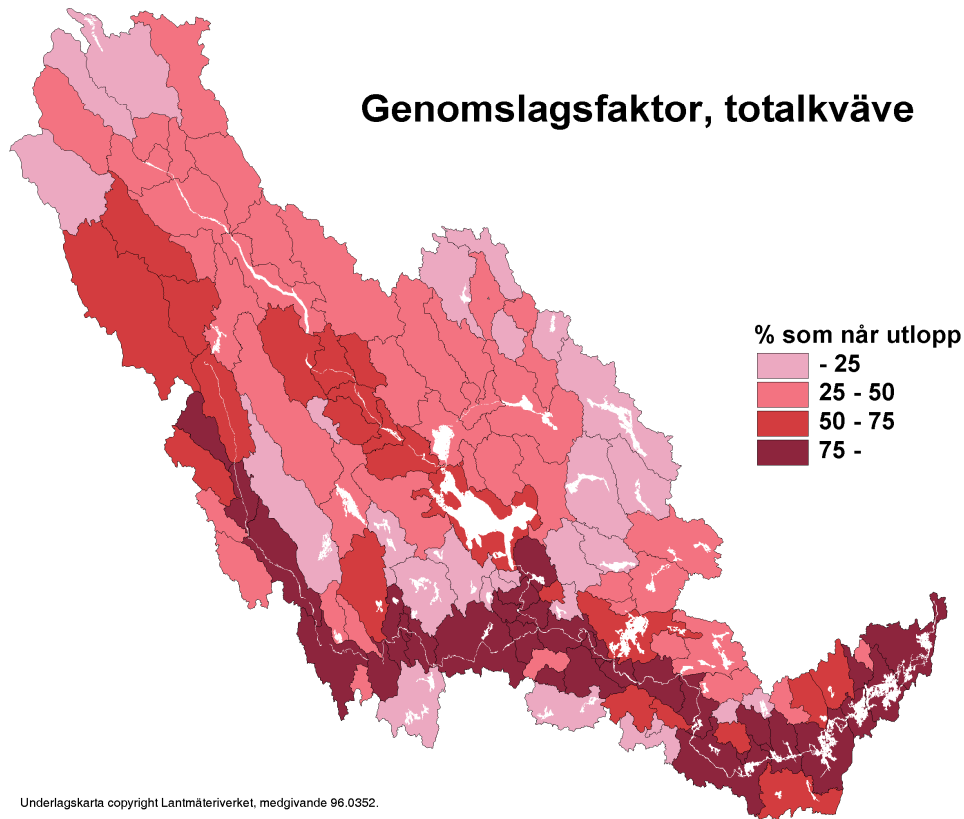 Genomslagsfaktor, totalkväve
% som når utlopp
- 25
25 - 50
50 - 75
75 -
Underlagskarta copyright Lantmäteriverket, medgivande 96.0352.